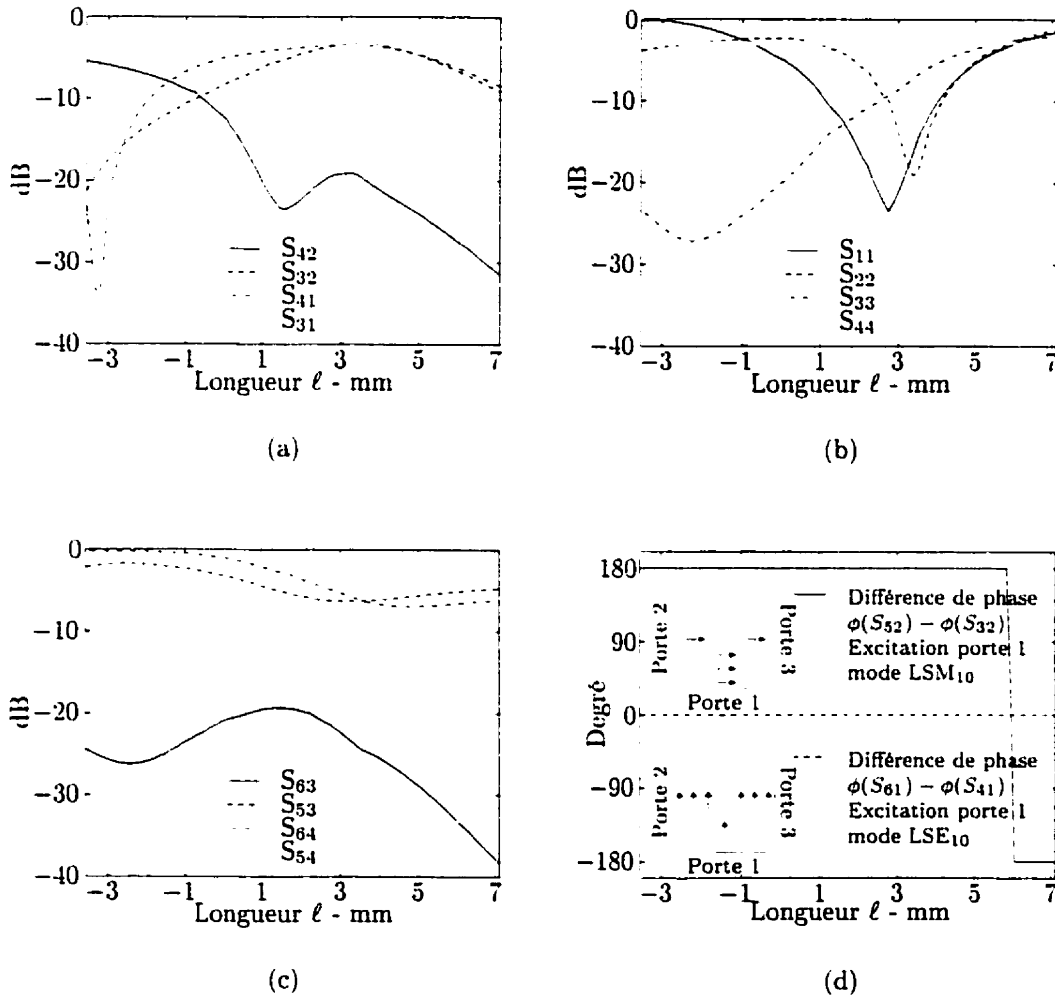 0
−10
−20
−30
−40
dB
S42
S32
S41
S31
−3 −1 1 3 5 7
Longueur ℓ - mm
(a)
0
−10
−20
−30
−40
dB
S11
S22
S33
S44
−3 −1 1 3 5 7
Longueur ℓ - mm
(b)
0
−10
−20
−30
−40
dB
S63
S53
S64
S54
−3 −1 1 3 5 7
Longueur ℓ - mm
(c)
180
90
0
−90
−180
Degré
Porte 2
Porte 3
Porte 1
Différence de phase
ϕ(S52) − ϕ(S32)
Excitation porte 1
mode LSM10
Porte 2
Porte 3
Porte 1
Différence de phase
ϕ(S61) − ϕ(S41)
Excitation porte 1
mode LSE10
−3 −1 1 3 5 7
Longueur ℓ - mm
(d)